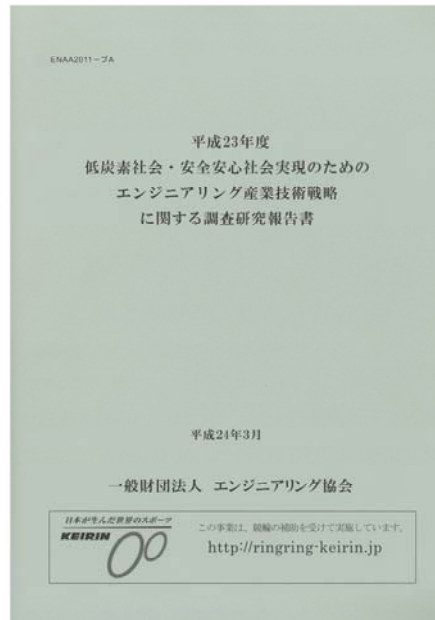 ENAA2011-プA
平成23年度
低炭素社会・安全安心社会実現のための
エンジニアリング産業技術戦略
に関する調査研究報告書
平成24年3月
一般財団法人 エンジニアリング協会
日本が生んだ世界のスポーツ
KEIRIN
この事業は、競輪の補助を受けて実施しています。
http://ringring-keirin.jp